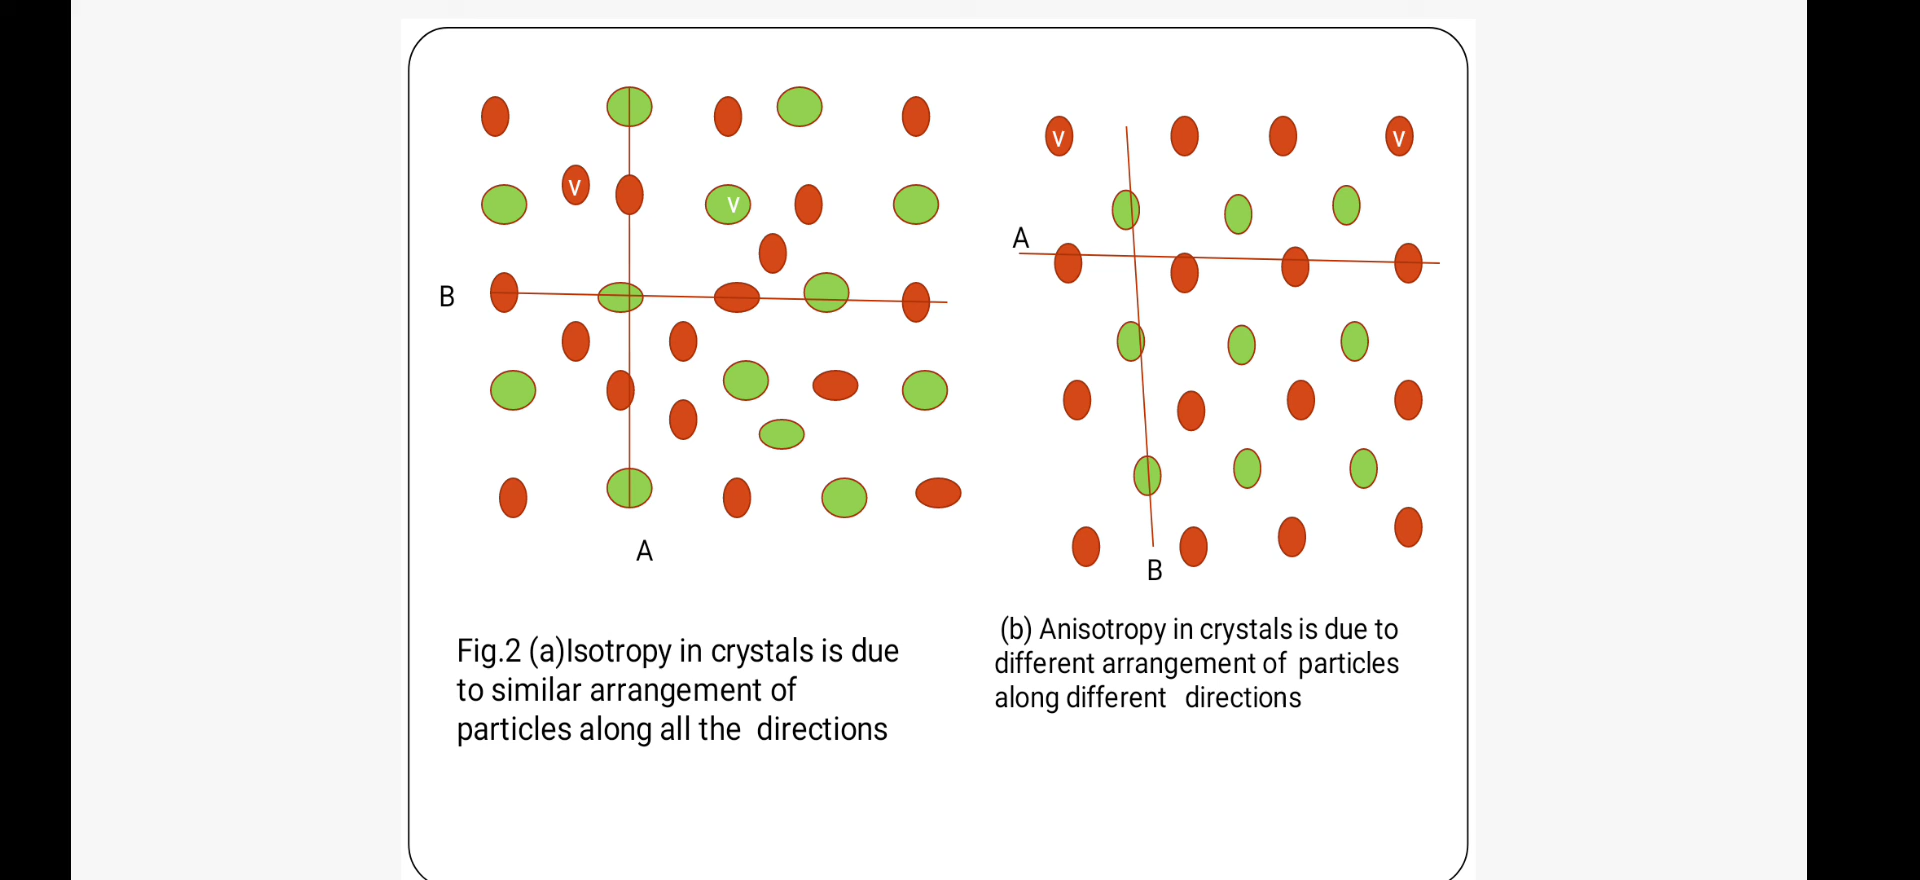 V
V
B
A
Fig.2 (a)Isotropy in crystals is due
to similar arrangement of
particles along all the directions
V
V
A
B
(b) Anisotropy in crystals is due to
different arrangement of particles
along different directions